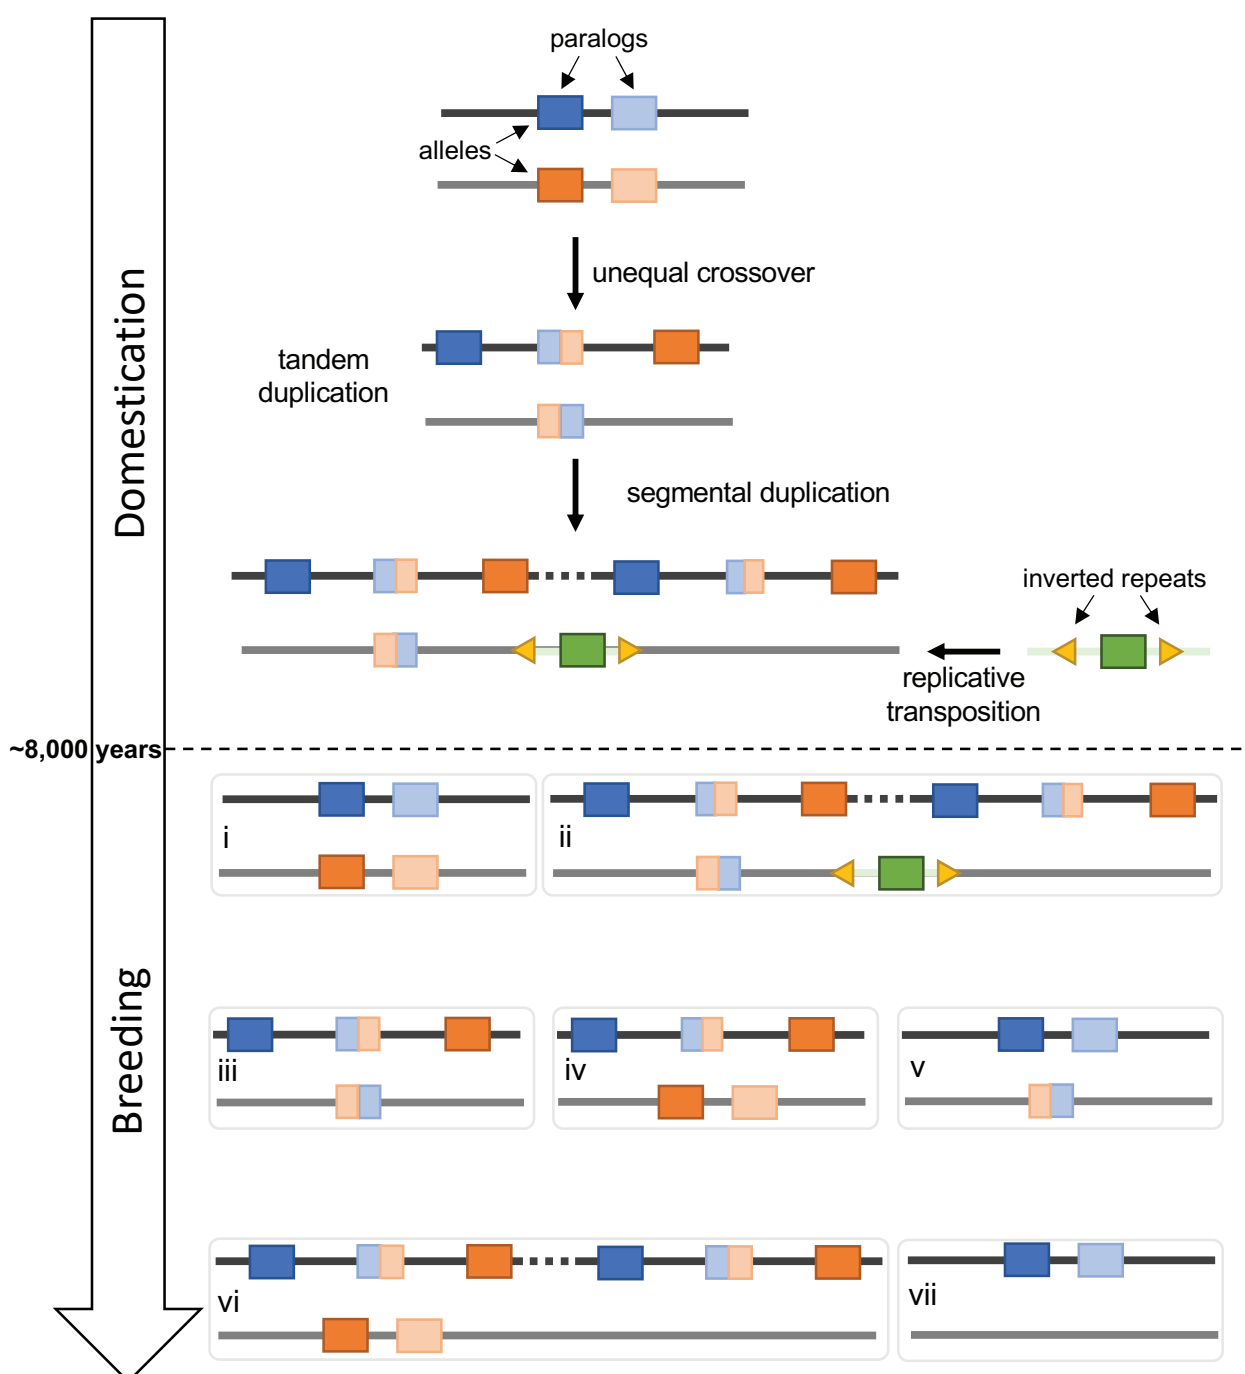 paralogs
alleles
unequal crossover
tandem
duplication
Domestication
segmental duplication
inverted repeats
replicative
transposition
~8,000 years
i
ii
Breeding
iii
iv
v
vi
vii